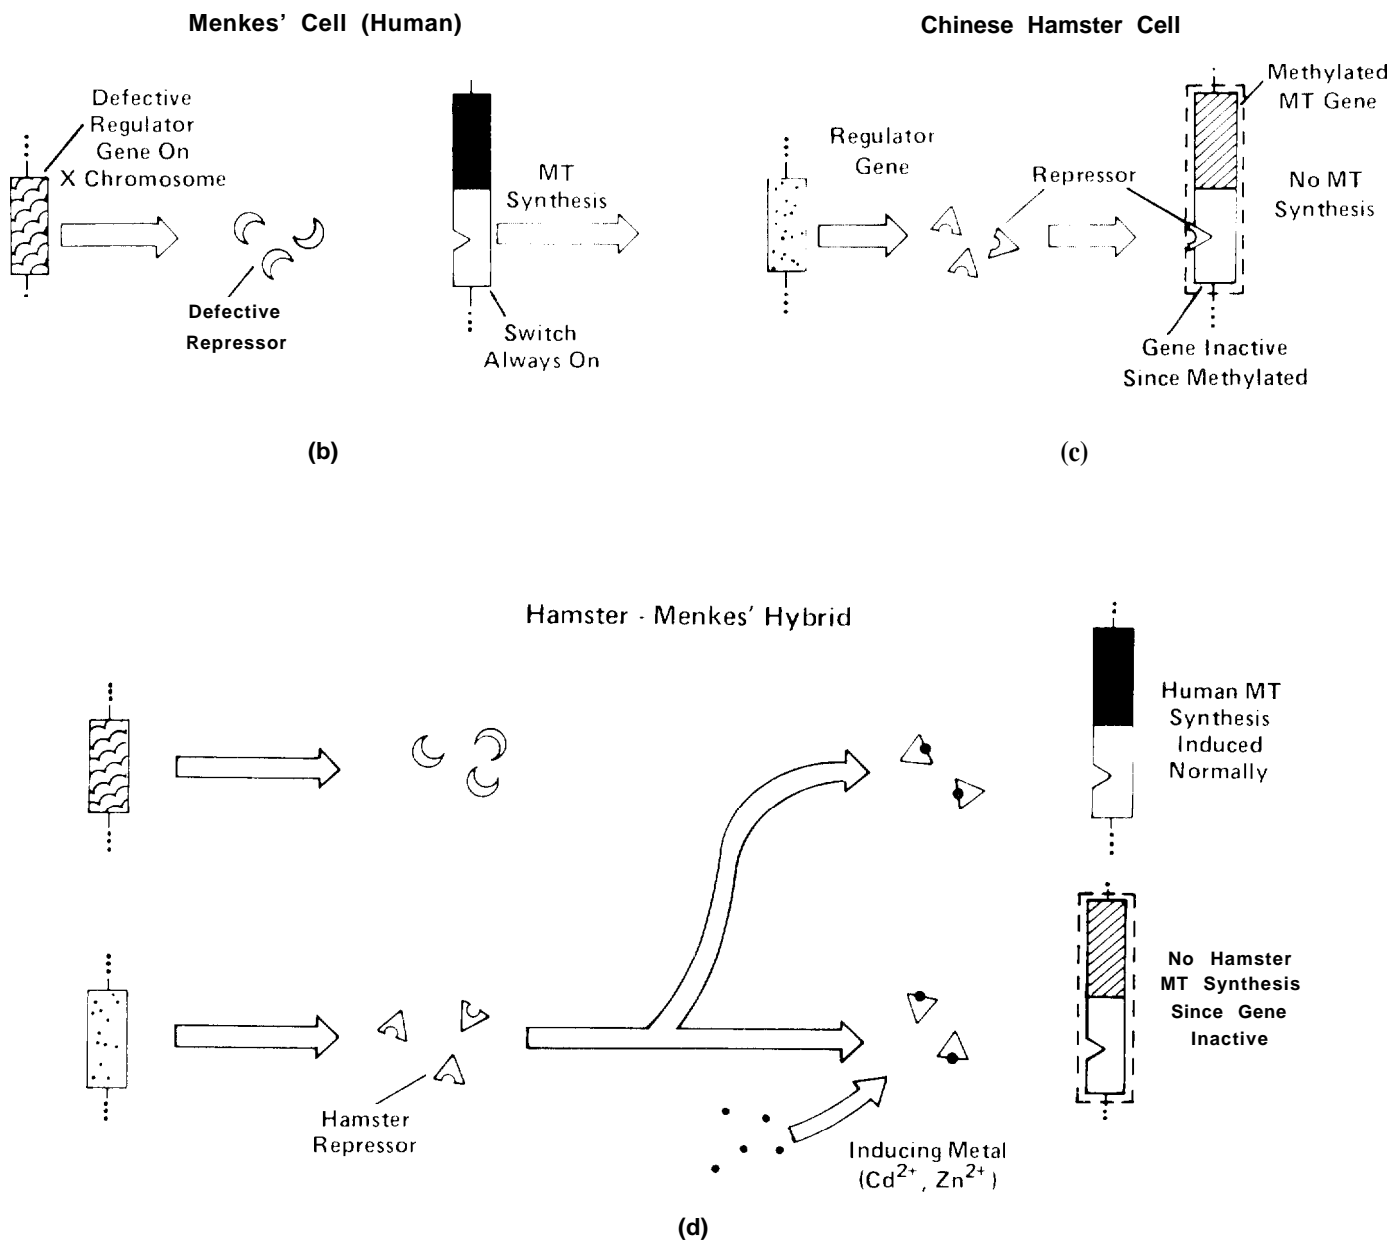 Menkes' Cell (Human)
Defective
Regulator
Gene On
X Chromosome
MT
Synthesis
Defective
Repressor
Switch
Always On
(b)
Chinese Hamster Cell
Regulator
Gene
Repressor
Methylated
MT Gene
No MT
Synthesis
Gene Inactive
Since Methylated
(c)
Hamster - Menkes' Hybrid
Human MT
Synthesis
Induced
Normally
Hamster
Repressor
Inducing Metal
(Cd²⁺, Zn²⁺)
No Hamster
MT Synthesis
Since Gene
Inactive
(d)